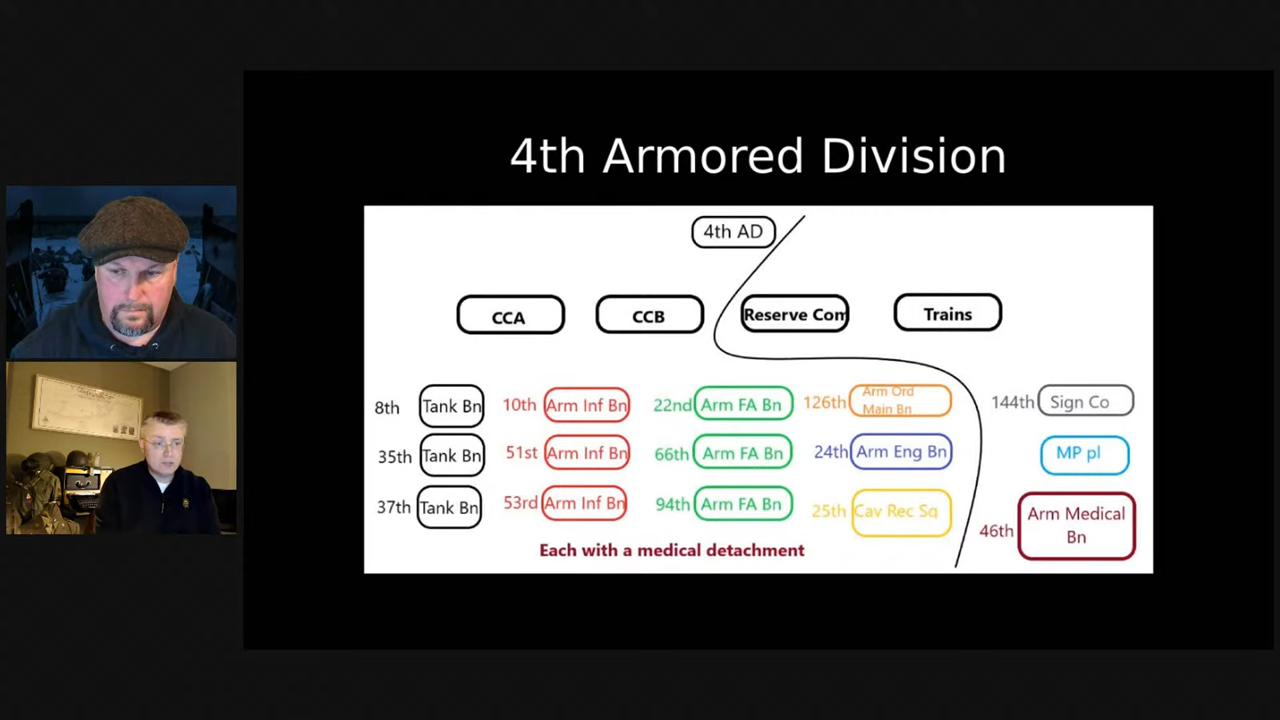 4th Armored Division
4th AD
CCA
CCB
Reserve Com
Trains
8th Tank Bn
10th Arm Inf Bn
22nd Arm FA Bn
126th Arm Ord
Main Bn
144th Sign Co
35th Tank Bn
51st Arm Inf Bn
66th Arm FA Bn
24th Arm Eng Bn
MP pl
37th Tank Bn
53rd Arm Inf Bn
94th Arm FA Bn
25th Cav Rec Sq
46th Arm Medical
Bn
Each with a medical detachment